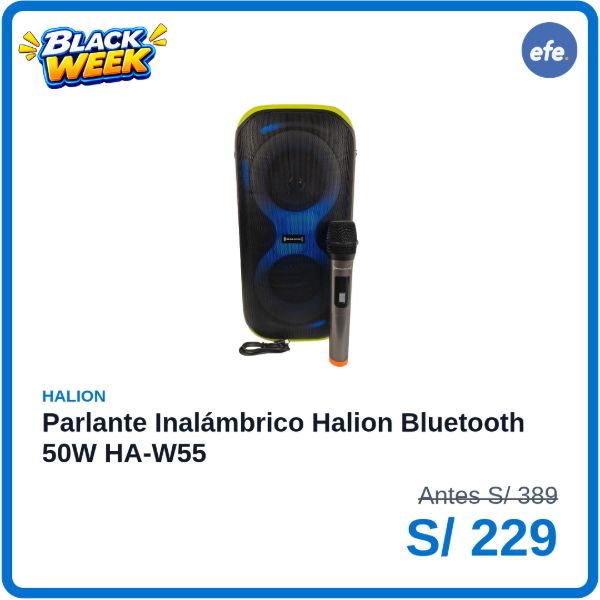 BLACK
WEEK
efe.
HALION
Parlante Inalámbrico Halion Bluetooth
50W HA-W55
Antes S/ 389
S/ 229